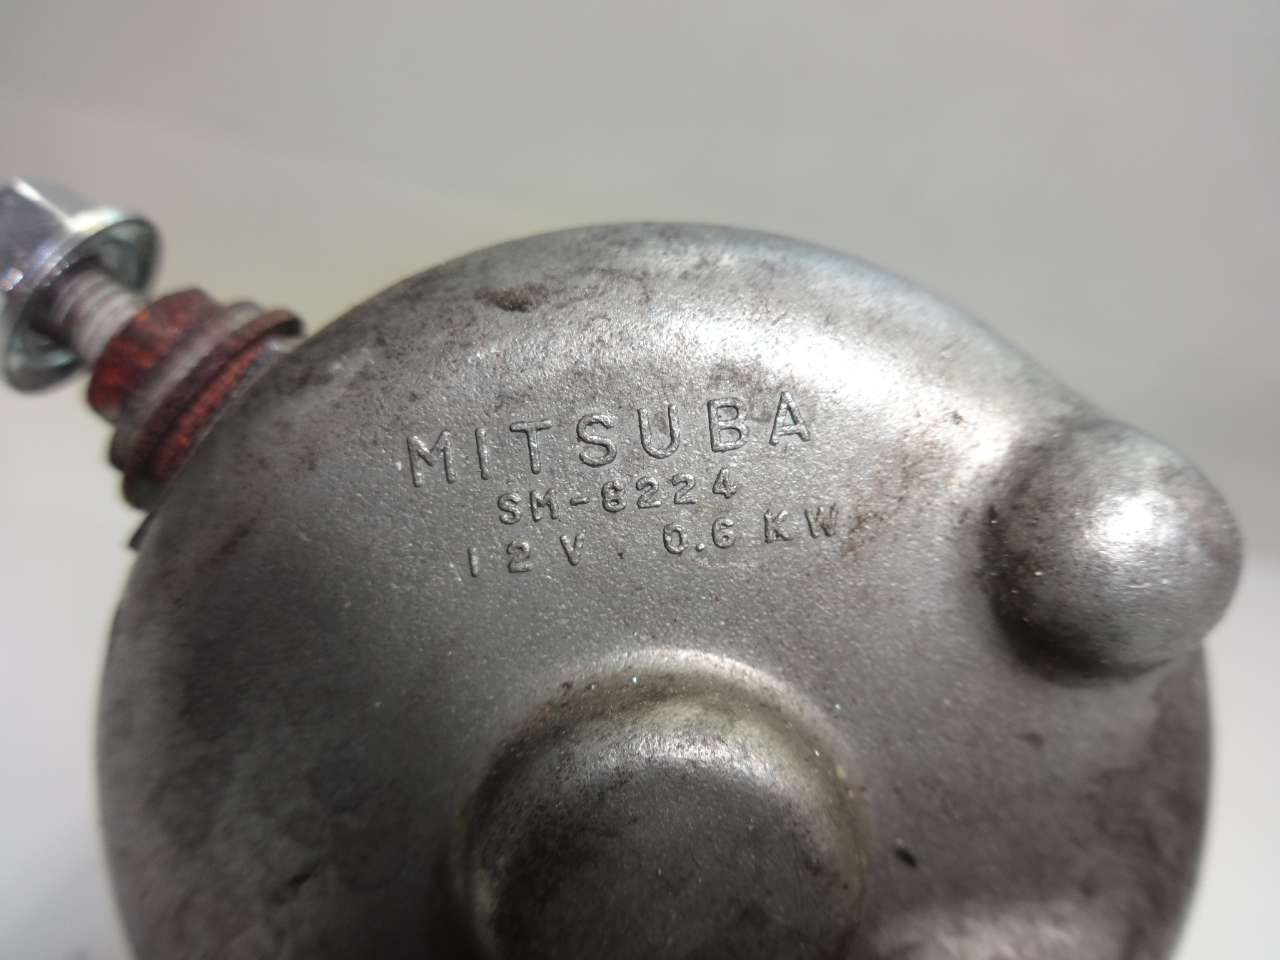 MITSUBA
SM-8224
12V . 0.6KW